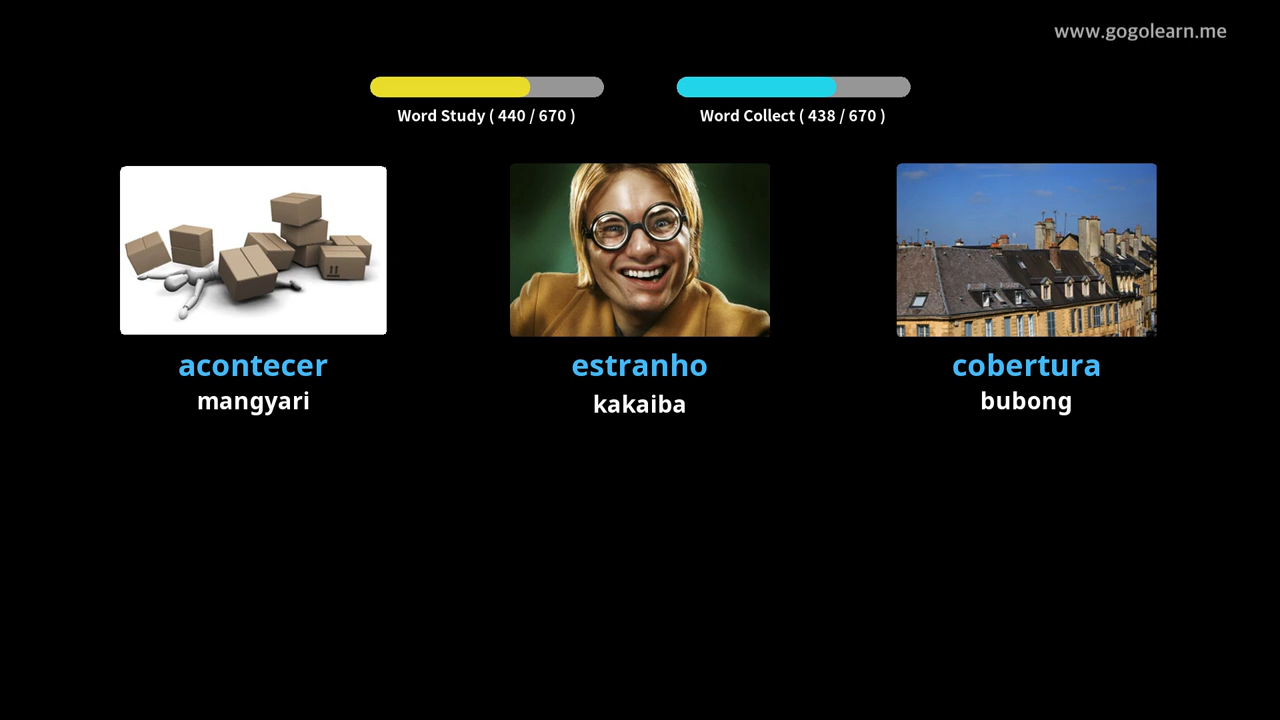 www.gogolearn.me
Word Study ( 440 / 670 )
Word Collect ( 438 / 670 )
acontecer
mangyari
estranho
kakaiba
cobertura
bubong